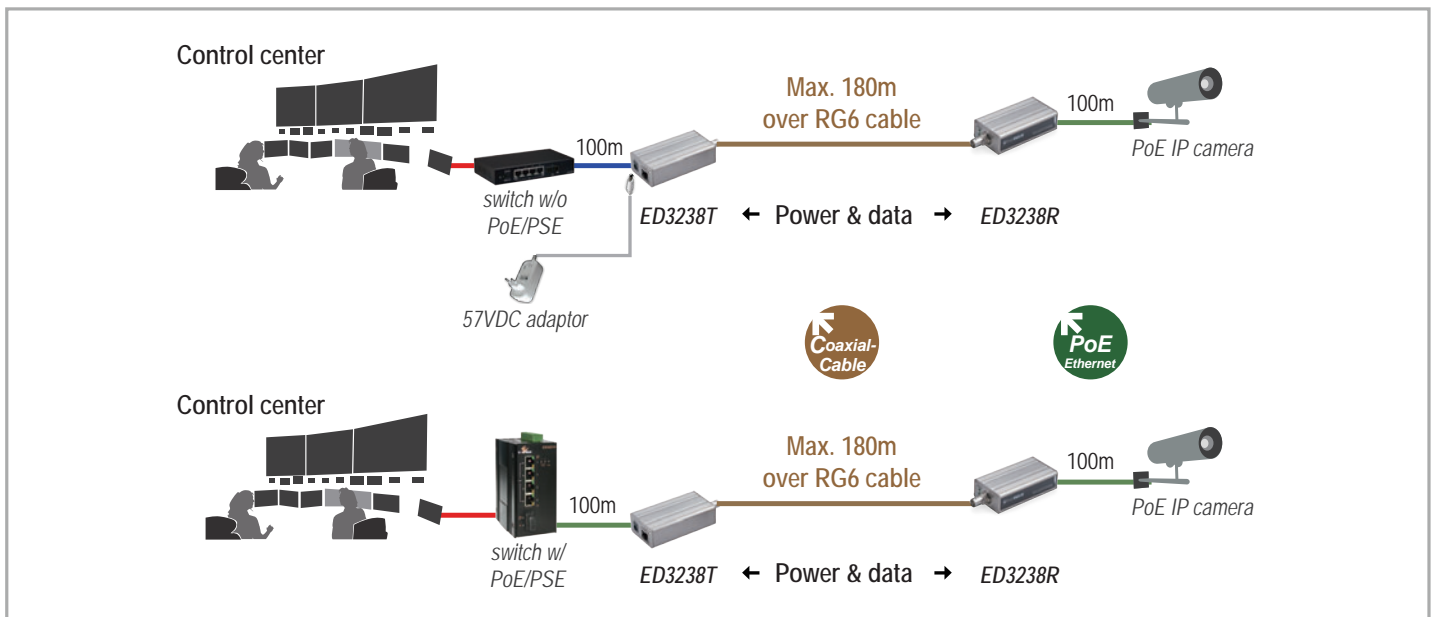 Control center
Max. 180m
over RG6 cable
100m
100m
PoE IP camera
switch w/o
PoE/PSE
ED3238T
← Power & data →
ED3238R
57VDC adaptor
Coaxial-
Cable
PoE
Ethernet
Control center
Max. 180m
over RG6 cable
100m
100m
PoE IP camera
switch w/
PoE/PSE
ED3238T
← Power & data →
ED3238R